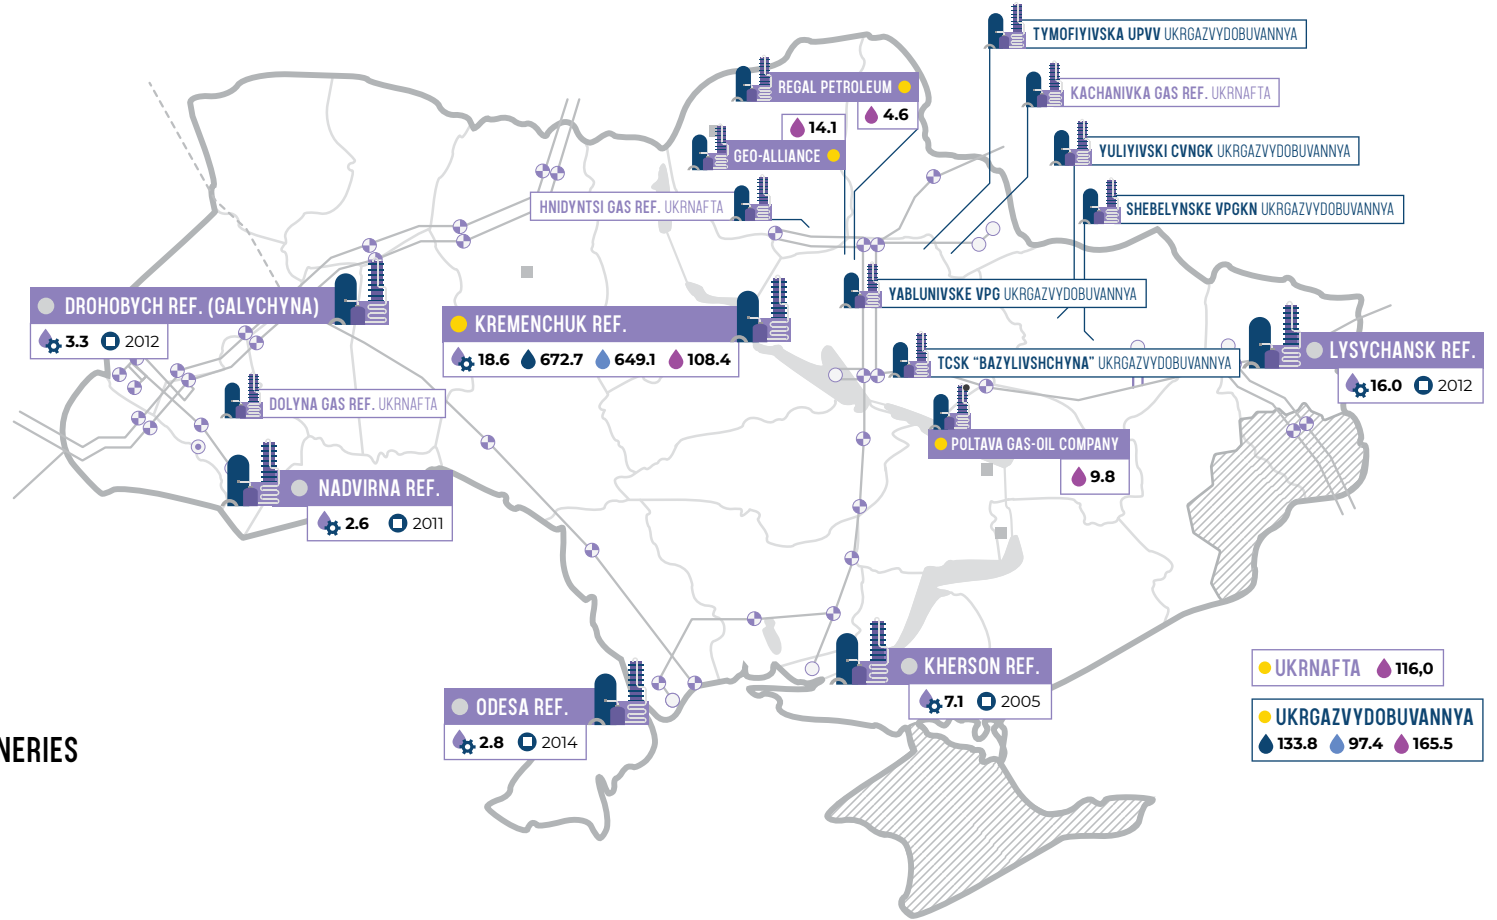 TYMOFIYIVSKA UPVV UKRGAZVYDOBUVANNYA
REGAL PETROLEUM
4.6
KACHANIVKA GAS REF. UKRNAFTA
14.1
GEO-ALLIANCE
YULIYIVSKI CVNGK UKRGAZVYDOBUVANNYA
HNIDYNTSI GAS REF. UKRNAFTA
SHEBELYNSKE VPGKN UKRGAZVYDOBUVANNYA
DROHOBYCH REF. (GALYCHYNA)
3.3 2012
YABLUNIVSKE VPG UKRGAZVYDOBUVANNYA
KREMENCHUK REF.
18.6 672.7 649.1 108.4
TCSK “BAZYLIVSHCHYNA” UKRGAZVYDOBUVANNYA
LYSYCHANSK REF.
16.0 2012
DOLYNA GAS REF. UKRNAFTA
POLTAVA GAS-OIL COMPANY
9.8
NADVIRNA REF.
2.6 2011
KHERSON REF.
7.1 2005
ODESA REF.
2.8 2014
UKRNAFTA 116,0
UKRGAZVYDOBUVANNYA
133.8 97.4 165.5
NERIES